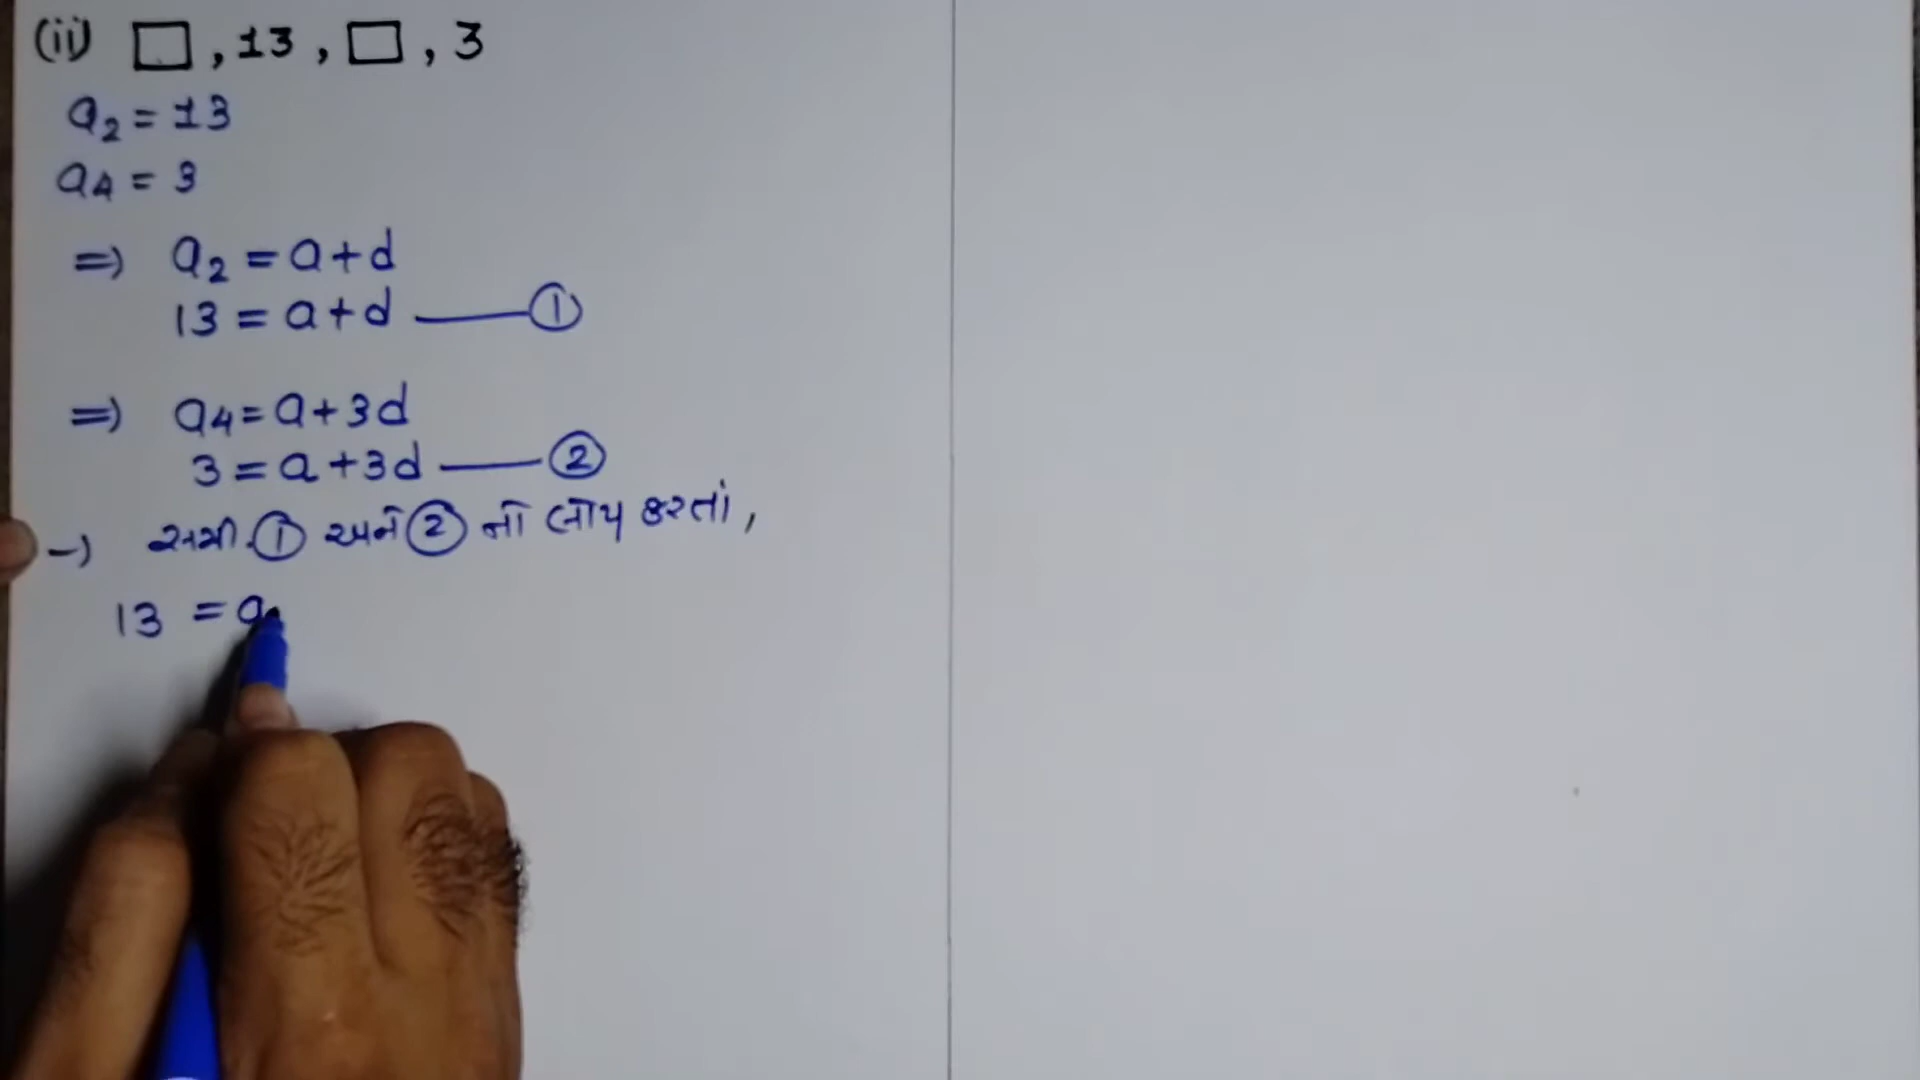 (ii) □ , 13 , □ , 3
a₂ = 13
a₄ = 3
=) a₂ = a + d
13 = a + d —— ①
=) a₄ = a + 3d
3 = a + 3d —— ②
-) સમી. ① અને ② નો લોપ કરતાં ,
13 = a